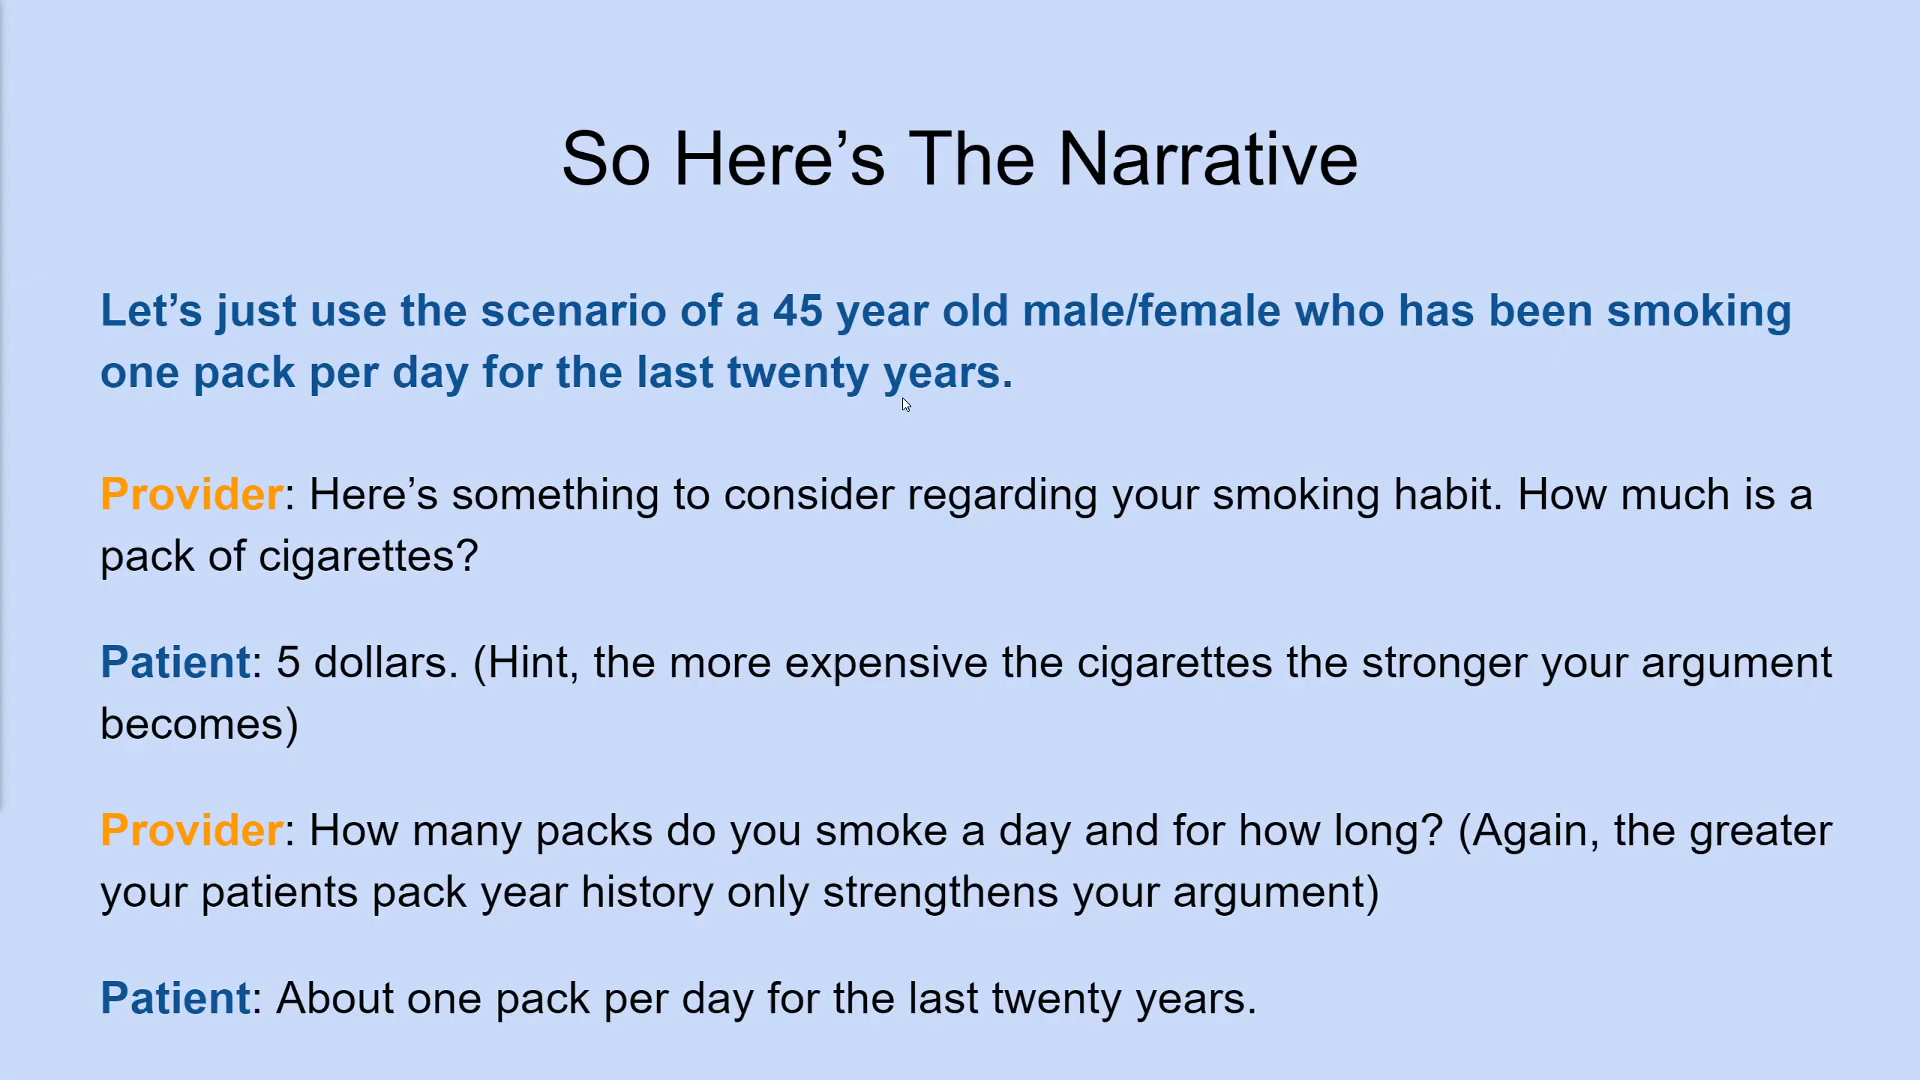 So Here’s The Narrative
Let’s just use the scenario of a 45 year old male/female who has been smoking
one pack per day for the last twenty years.
Provider: Here’s something to consider regarding your smoking habit. How much is a
pack of cigarettes?
Patient: 5 dollars. (Hint, the more expensive the cigarettes the stronger your argument
becomes)
Provider: How many packs do you smoke a day and for how long? (Again, the greater
your patients pack year history only strengthens your argument)
Patient: About one pack per day for the last twenty years.